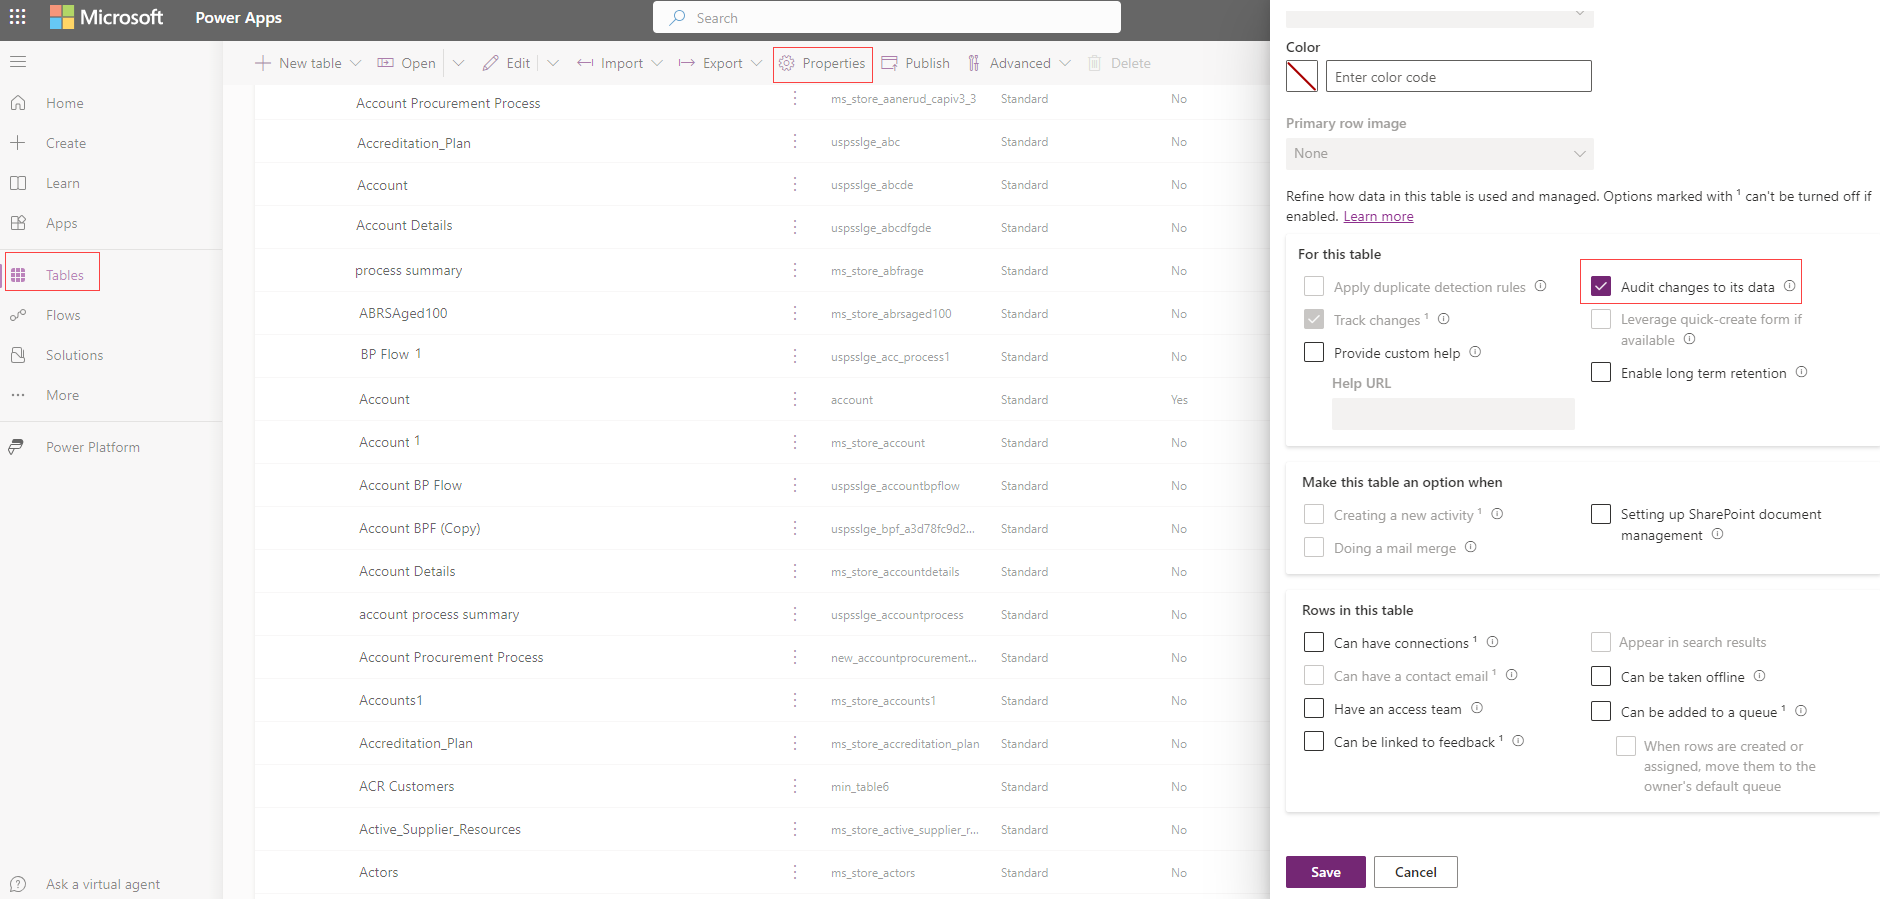 Microsoft Power Apps
Search
Home
Create
Learn
Apps
Tables
Flows
Solutions
More
Power Platform
Ask a virtual agent
New table Open Edit Import Export Properties Publish Advanced Delete
Account Procurement Process ms_store_aanerud_capiv3_3 Standard No
Accreditation_Plan uspsslge_abc Standard No
Account uspsslge_abcde Standard No
Account Details uspsslge_abcdfgde Standard No
process summary ms_store_abfrage Standard No
ABRSAged100 ms_store_abrsaged100 Standard No
BP Flow 1 uspsslge_acc_process1 Standard No
Account account Standard Yes
Account 1 ms_store_account Standard No
Account BP Flow uspsslge_accountbpflow Standard No
Account BPF (Copy) uspsslge_bpf_a3d78fc9d2... Standard No
Account Details ms_store_accountdetails Standard No
account process summary uspsslge_accountprocess Standard No
Account Procurement Process new_accountprocurement... Standard No
Accounts1 ms_store_accounts1 Standard No
Accreditation_Plan ms_store_accreditation_plan Standard No
ACR Customers min_table6 Standard No
Active_Supplier_Resources ms_store_active_supplier_r... Standard No
Actors ms_store_actors Standard No
Color
Enter color code
Primary row image
None
Refine how data in this table is used and managed. Options marked with ¹ can't be turned off if
enabled. Learn more
For this table
Apply duplicate detection rules
Track changes ¹
Provide custom help
Help URL
Audit changes to its data
Leverage quick-create form if
available
Enable long term retention
Make this table an option when
Creating a new activity ¹
Doing a mail merge
Setting up SharePoint document
management
Rows in this table
Can have connections ¹
Can have a contact email ¹
Have an access team
Can be linked to feedback ¹
Appear in search results
Can be taken offline
Can be added to a queue ¹
When rows are created or
assigned, move them to the
owner's default queue
Save Cancel